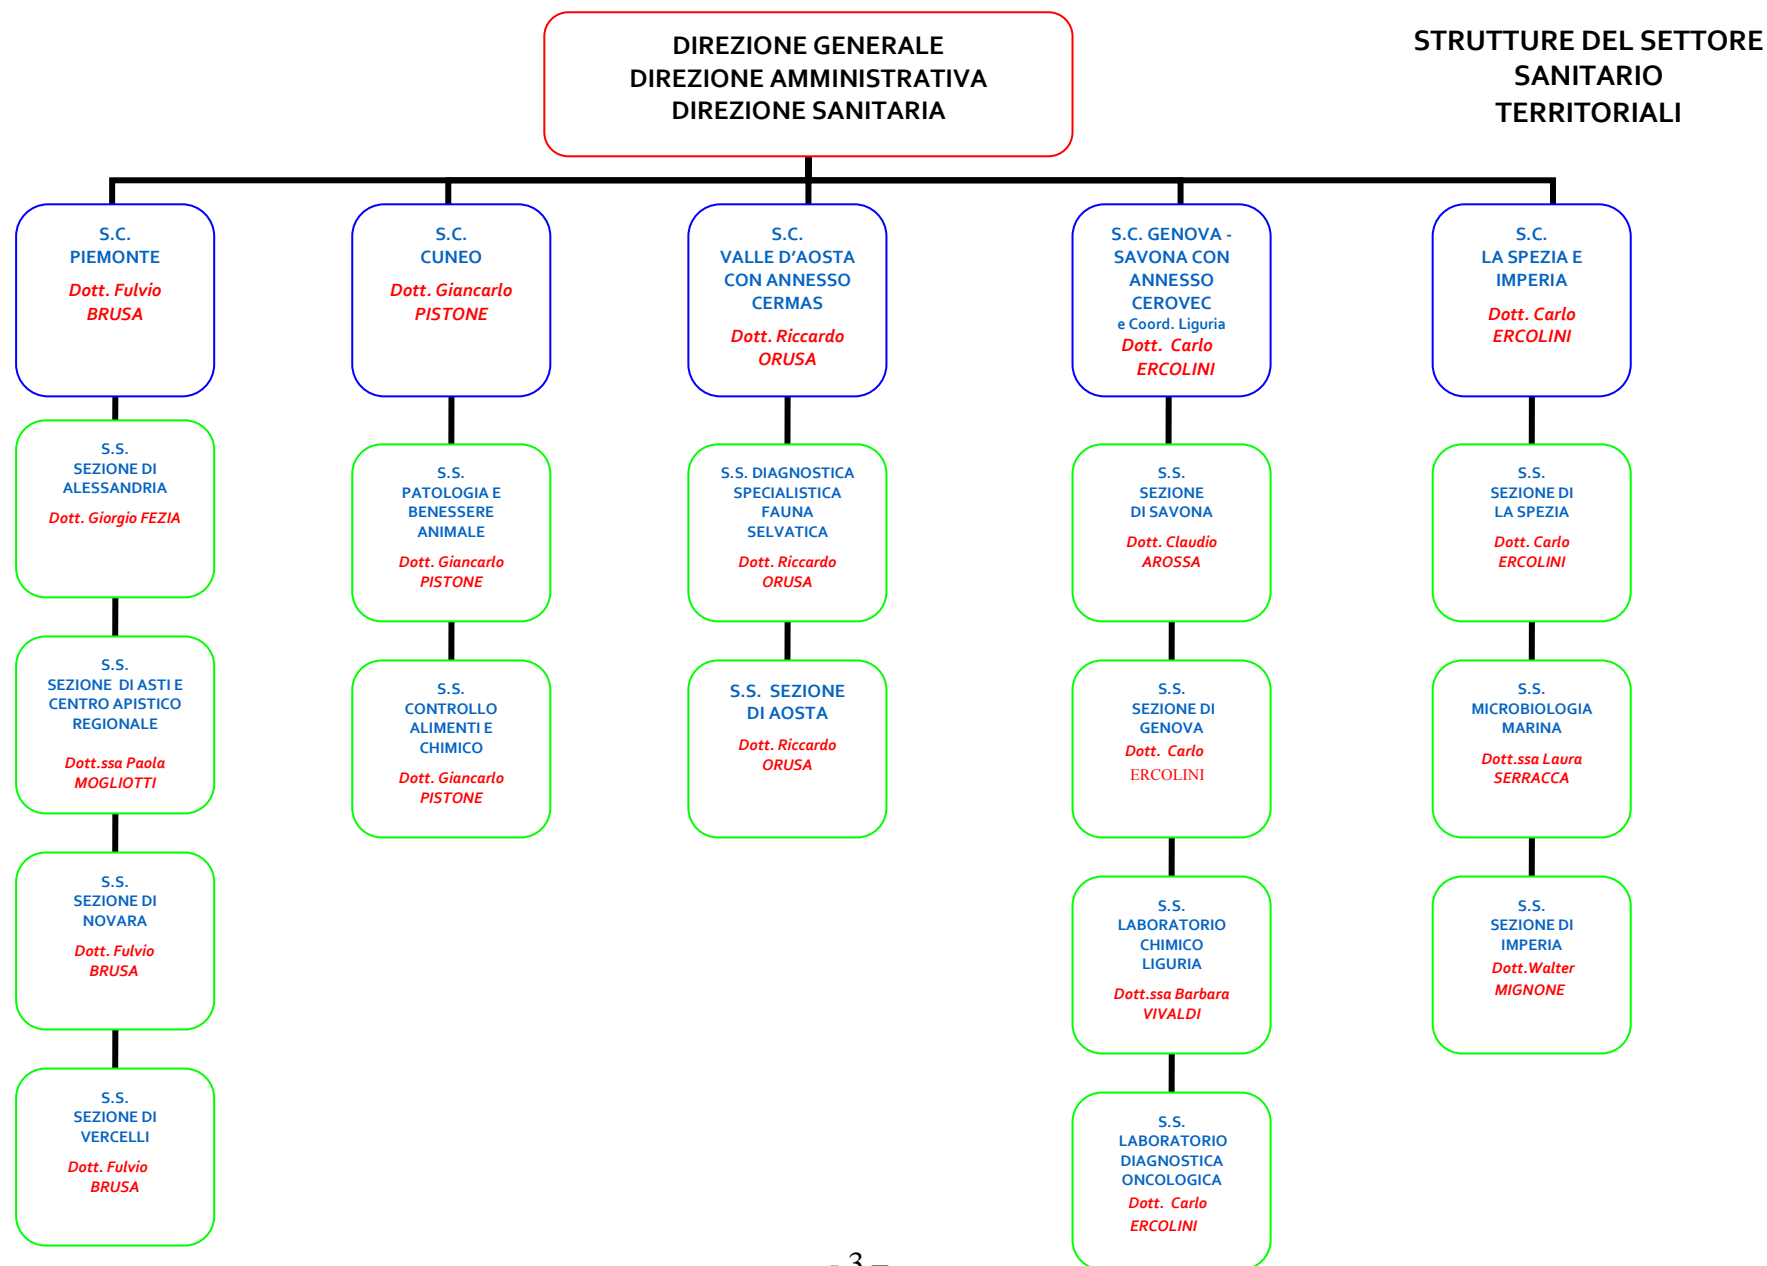 DIREZIONE GENERALE
DIREZIONE AMMINISTRATIVA
DIREZIONE SANITARIA
STRUTTURE DEL SETTORE
SANITARIO
TERRITORIALI
S.C.
PIEMONTE
Dott. Fulvio
BRUSA
S.S.
SEZIONE DI
ALESSANDRIA
Dott. Giorgio FEZIA
S.S.
SEZIONE DI ASTI E
CENTRO APISTICO
REGIONALE
Dott.ssa Paola
MOGLIOTTI
S.S.
SEZIONE DI
NOVARA
Dott. Fulvio
BRUSA
S.S.
SEZIONE DI
VERCELLI
Dott. Fulvio
BRUSA
S.C.
CUNEO
Dott. Giancarlo
PISTONE
S.S.
PATOLOGIA E
BENESSERE
ANIMALE
Dott. Giancarlo
PISTONE
S.S.
CONTROLLO
ALIMENTI E
CHIMICO
Dott. Giancarlo
PISTONE
S.C.
VALLE D'AOSTA
CON ANNESSO
CERMAS
Dott. Riccardo
ORUSA
S.S. DIAGNOSTICA
SPECIALISTICA
FAUNA
SELVATICA
Dott. Riccardo
ORUSA
S.S. SEZIONE
DI AOSTA
Dott. Riccardo
ORUSA
S.C. GENOVA -
SAVONA CON
ANNESSO
CEROVEC
e Coord. Liguria
Dott. Carlo
ERCOLINI
S.S.
SEZIONE
DI SAVONA
Dott. Claudio
AROSSA
S.S.
SEZIONE DI
GENOVA
Dott. Carlo
ERCOLINI
S.S.
LABORATORIO
CHIMICO
LIGURIA
Dott.ssa Barbara
VIVALDI
S.S.
LABORATORIO
DIAGNOSTICA
ONCOLOGICA
Dott. Carlo
ERCOLINI
S.C.
LA SPEZIA E
IMPERIA
Dott. Carlo
ERCOLINI
S.S.
SEZIONE DI
LA SPEZIA
Dott. Carlo
ERCOLINI
S.S.
MICROBIOLOGIA
MARINA
Dott.ssa Laura
SERRACCA
S.S.
SEZIONE DI
IMPERIA
Dott.Walter
MIGNONE
- 3 –